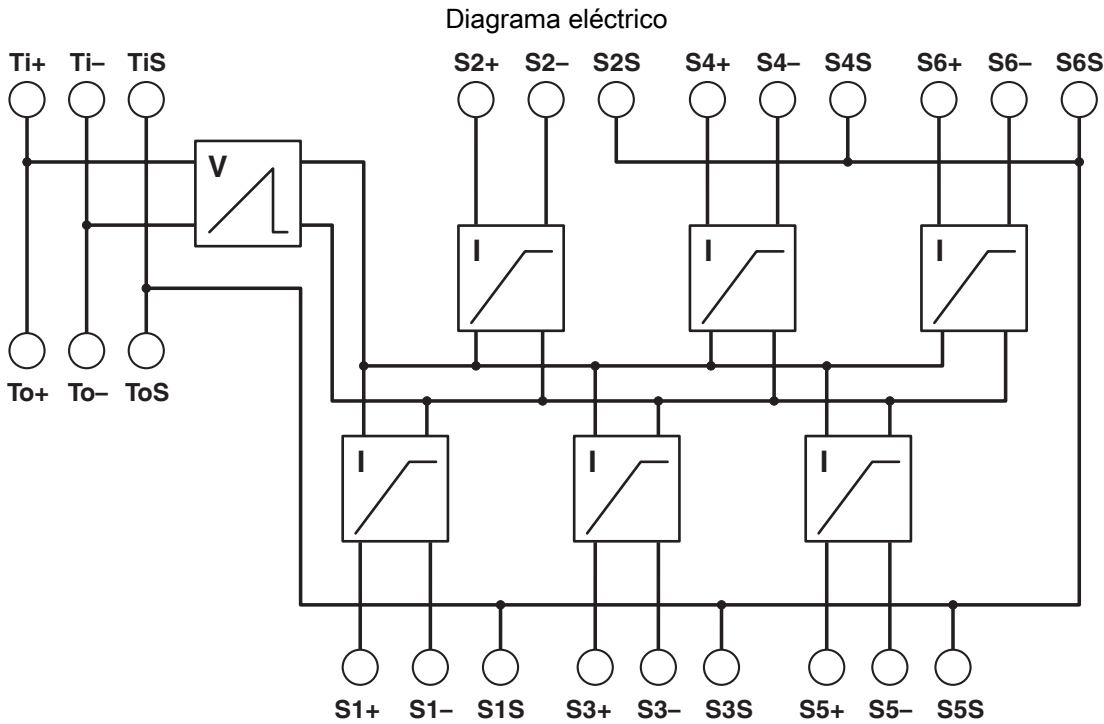 Diagrama eléctrico
Ti+ Ti– TiS S2+ S2– S2S S4+ S4– S4S S6+ S6– S6S
V
I I I
To+ To– ToS
I I I
S1+ S1– S1S S3+ S3– S3S S5+ S5– S5S